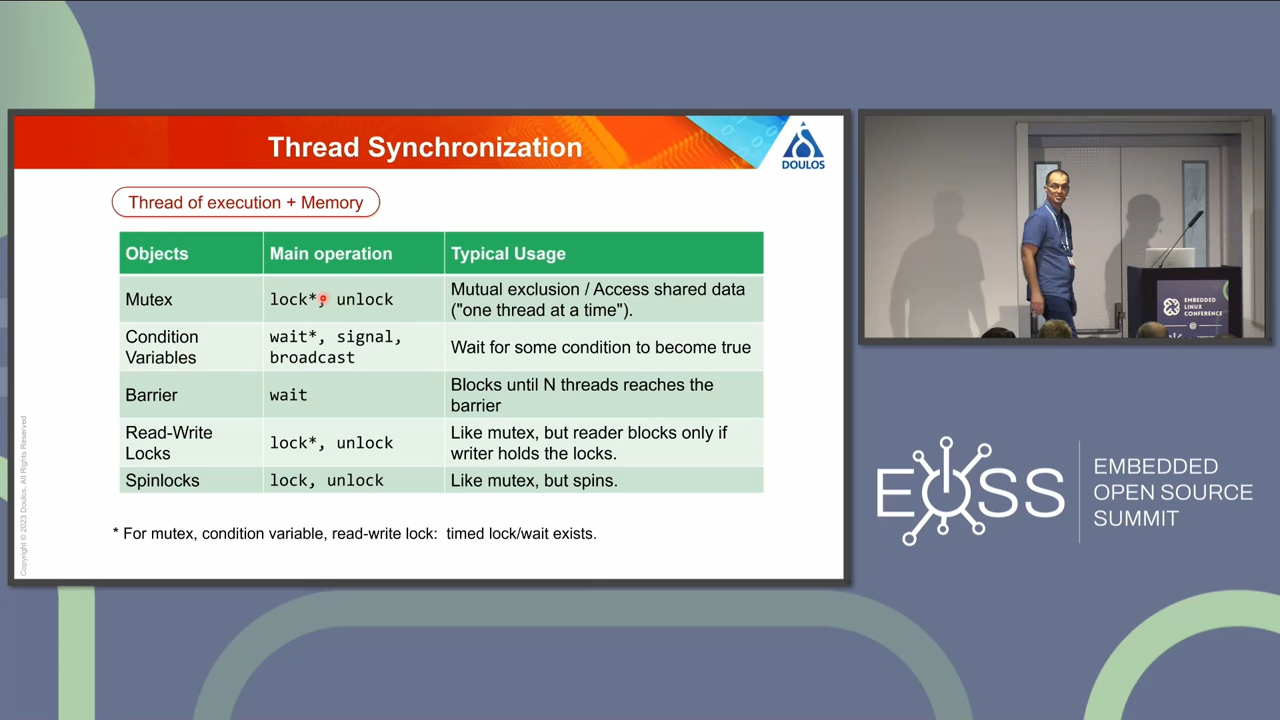 Thread Synchronization
DOULOS
Thread of execution + Memory
Objects
Main operation
Typical Usage
Mutex
lock*, unlock
Mutual exclusion / Access shared data
("one thread at a time").
Condition
Variables
wait*, signal,
broadcast
Wait for some condition to become true
Barrier
wait
Blocks until N threads reaches the
barrier
Read-Write
Locks
lock*, unlock
Like mutex, but reader blocks only if
writer holds the locks.
Spinlocks
lock, unlock
Like mutex, but spins.
* For mutex, condition variable, read-write lock: timed lock/wait exists.
Copyright © 2023 Doulos. All Rights Reserved
EMBEDDED
LINUX
CONFERENCE
EOSS
EMBEDDED
OPEN SOURCE
SUMMIT